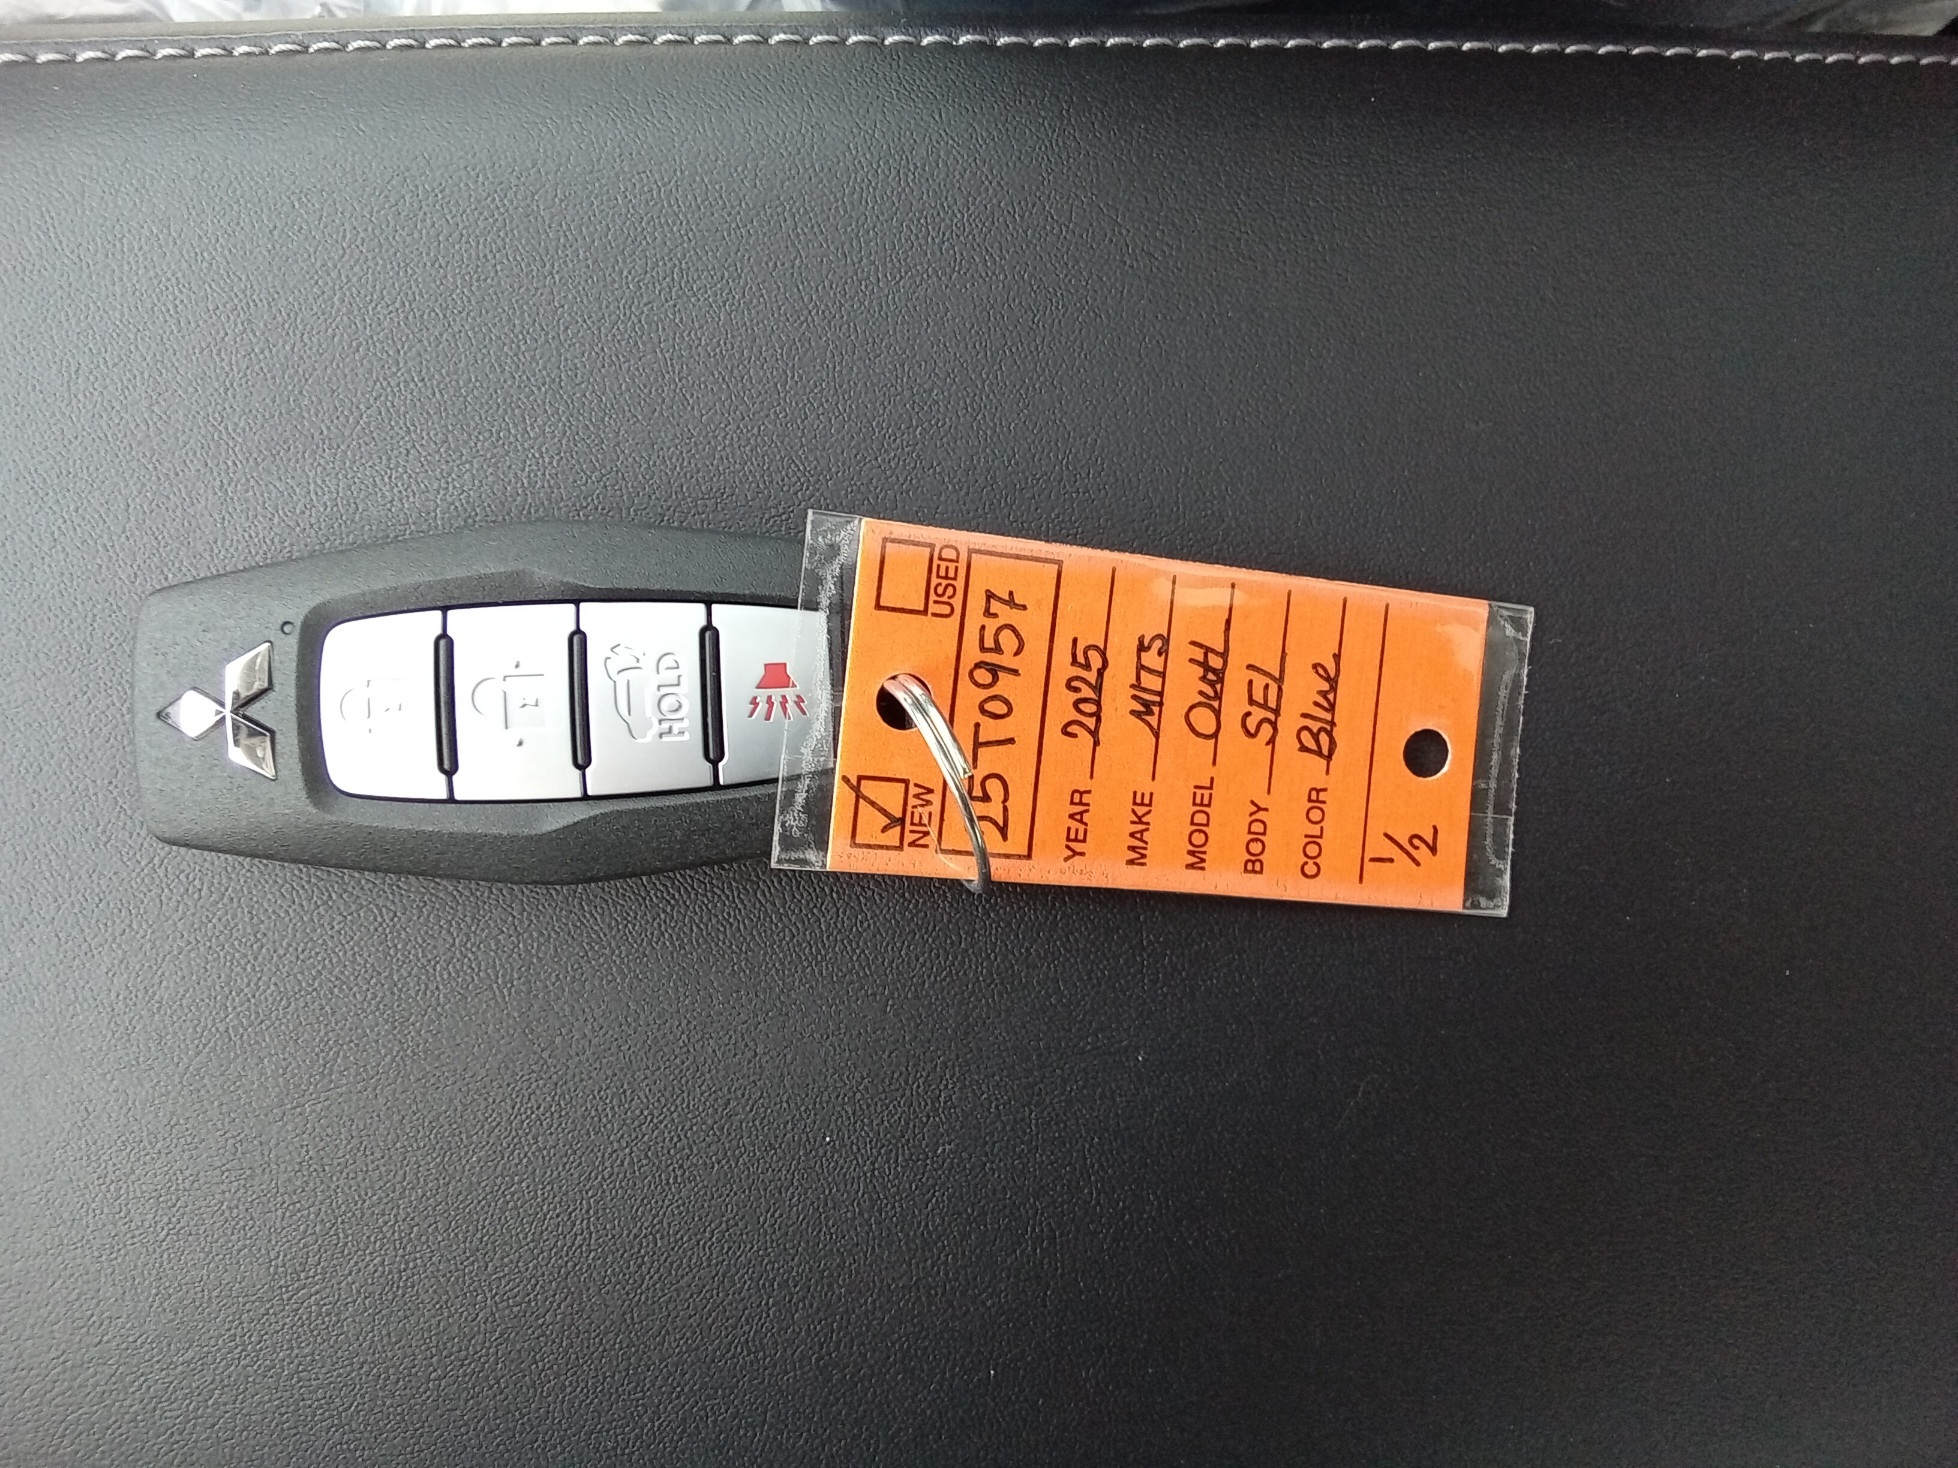 HOLD
NEW USED
25T0957
YEAR 2025
MAKE MITS
MODEL Outl
BODY SEL
COLOR Blue
1/2